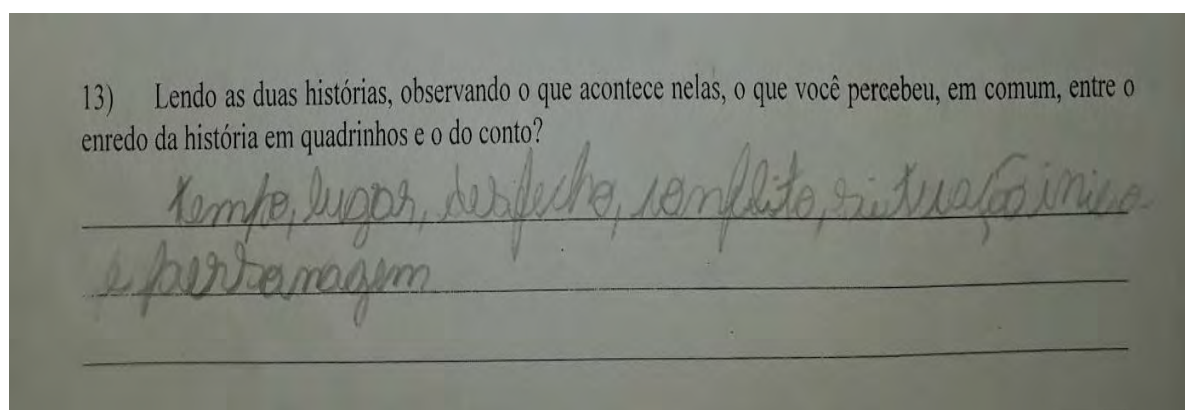 13) Lendo as duas histórias, observando o que acontece nelas, o que você percebeu, em comum, entre o
enredo da história em quadrinhos e o do conto?
tempo, lugar, desfecho, conflito, situação
e personagem